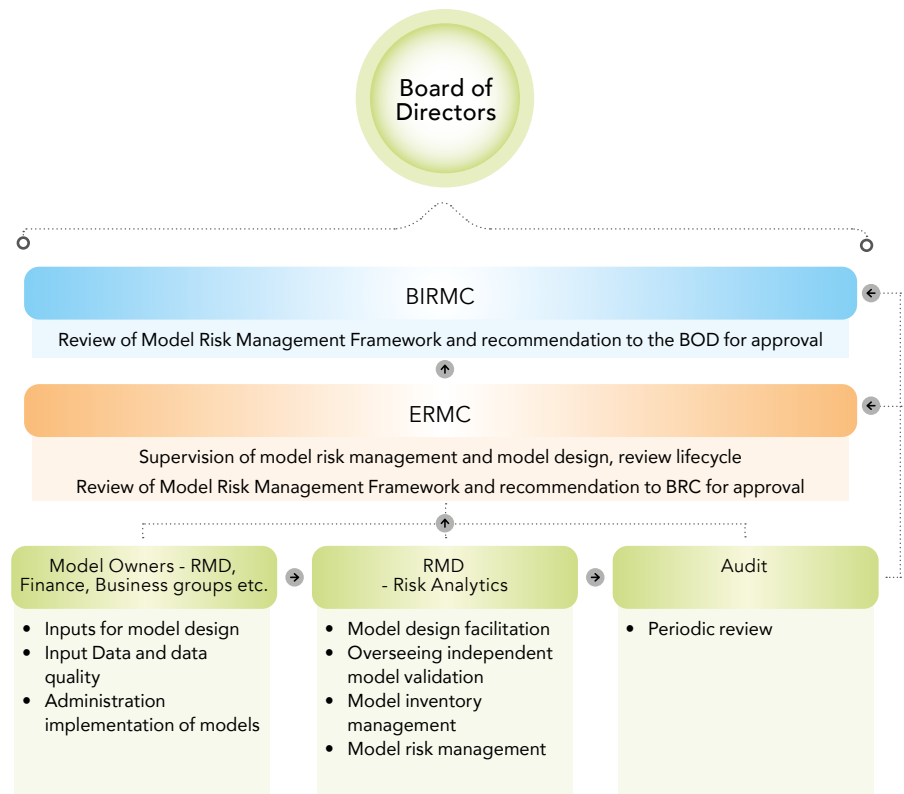 Board of
Directors
BIRMC
Review of Model Risk Management Framework and recommendation to the BOD for approval
ERMC
Supervision of model risk management and model design, review lifecycle
Review of Model Risk Management Framework and recommendation to BRC for approval
Model Owners - RMD,
Finance, Business groups etc.
• Inputs for model design
• Input Data and data
quality
• Administration
implementation of models
RMD
- Risk Analytics
• Model design facilitation
• Overseeing independent
model validation
• Model inventory
management
• Model risk management
Audit
• Periodic review